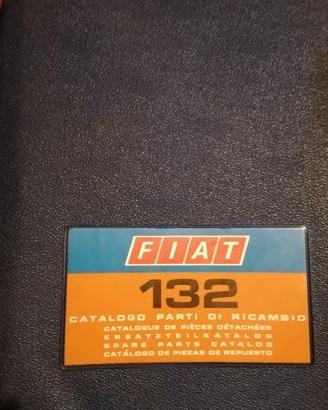 FIAT
132
CATALOGO PARTI DI RICAMBIO
CATALOGUE DE PIÈCES DÉTACHÉES
ERSATZTEILKATALOG
SPARE PARTS CATALOG
CATÁLOGO DE PIEZAS DE REPUESTO